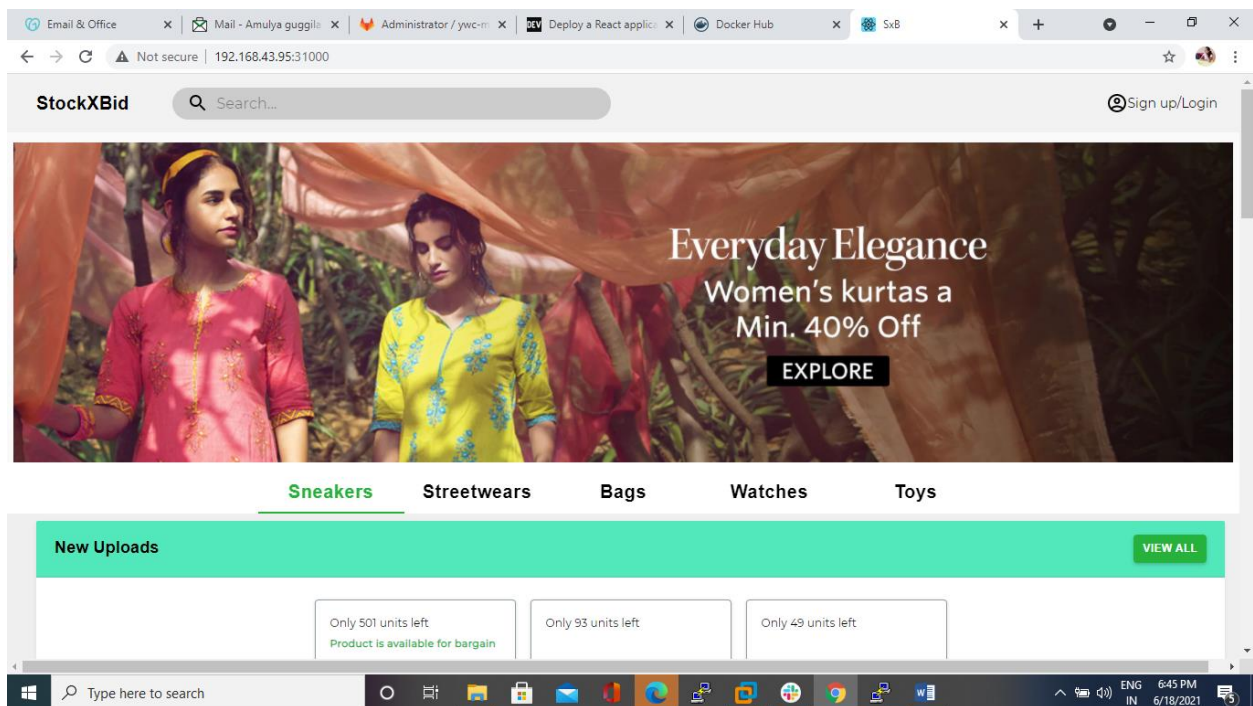 Email & Office
Mail - Amulya guggila
Administrator / ywc-m
DEV Deploy a React applica
Docker Hub
SxB
Not secure | 192.168.43.95:31000
StockXBid
Search...
Sign up/Login
Everyday Elegance
Women's kurtas a
Min. 40% Off
EXPLORE
Sneakers
Streetwears
Bags
Watches
Toys
New Uploads
VIEW ALL
Only 501 units left
Product is available for bargain
Only 93 units left
Only 49 units left
Type here to search
ENG
IN
6:45 PM
6/18/2021
5